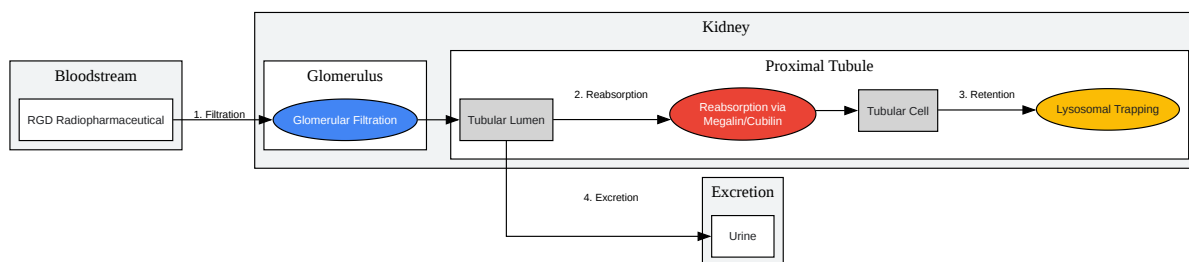 Kidney
Bloodstream
RGD Radiopharmaceutical
1. Filtration
Glomerulus
Glomerular Filtration
Proximal Tubule
Tubular Lumen
2. Reabsorption
Reabsorption via
Megalin/Cubilin
Tubular Cell
3. Retention
Lysosomal Trapping
4. Excretion
Excretion
Urine